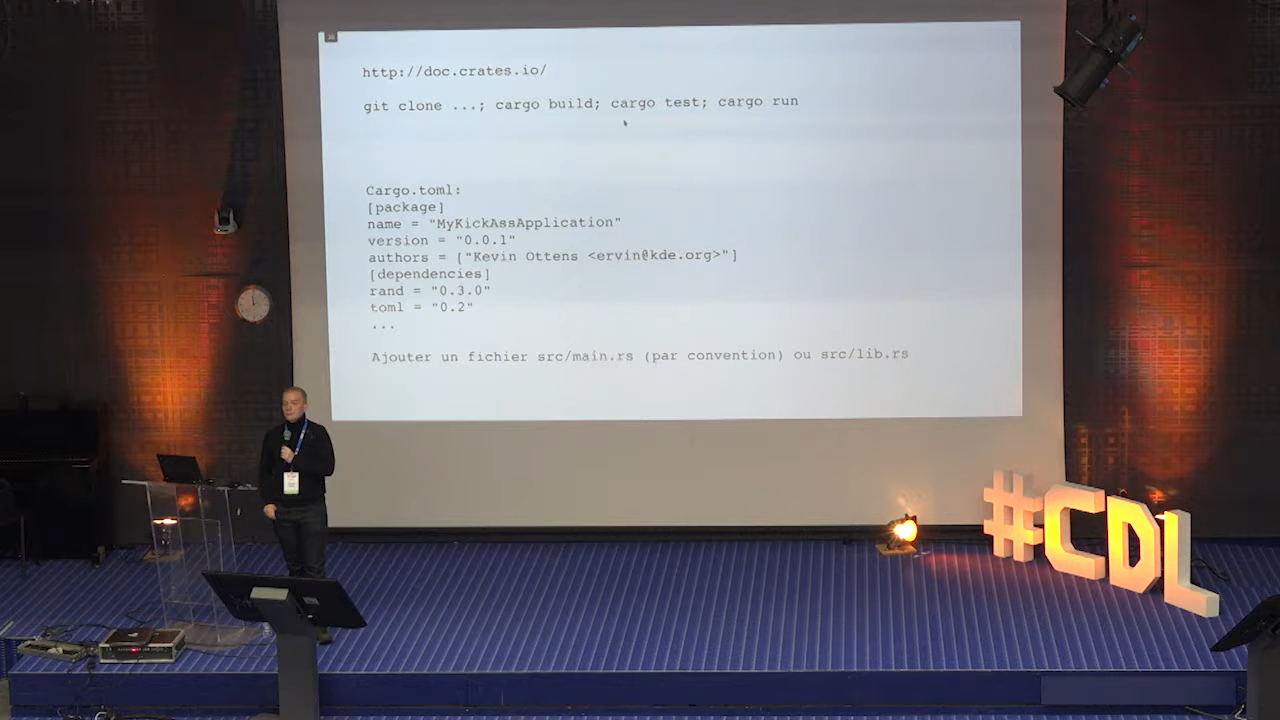 http://doc.crates.io/
git clone ...; cargo build; cargo test; cargo run
Cargo.toml:
[package]
name = "MyKickAssApplication"
version = "0.0.1"
authors = ["Kevin Ottens <ervin@kde.org>"]
[dependencies]
rand = "0.3.0"
toml = "0.2"
...
Ajouter un fichier src/main.rs (par convention) ou src/lib.rs
#CDL